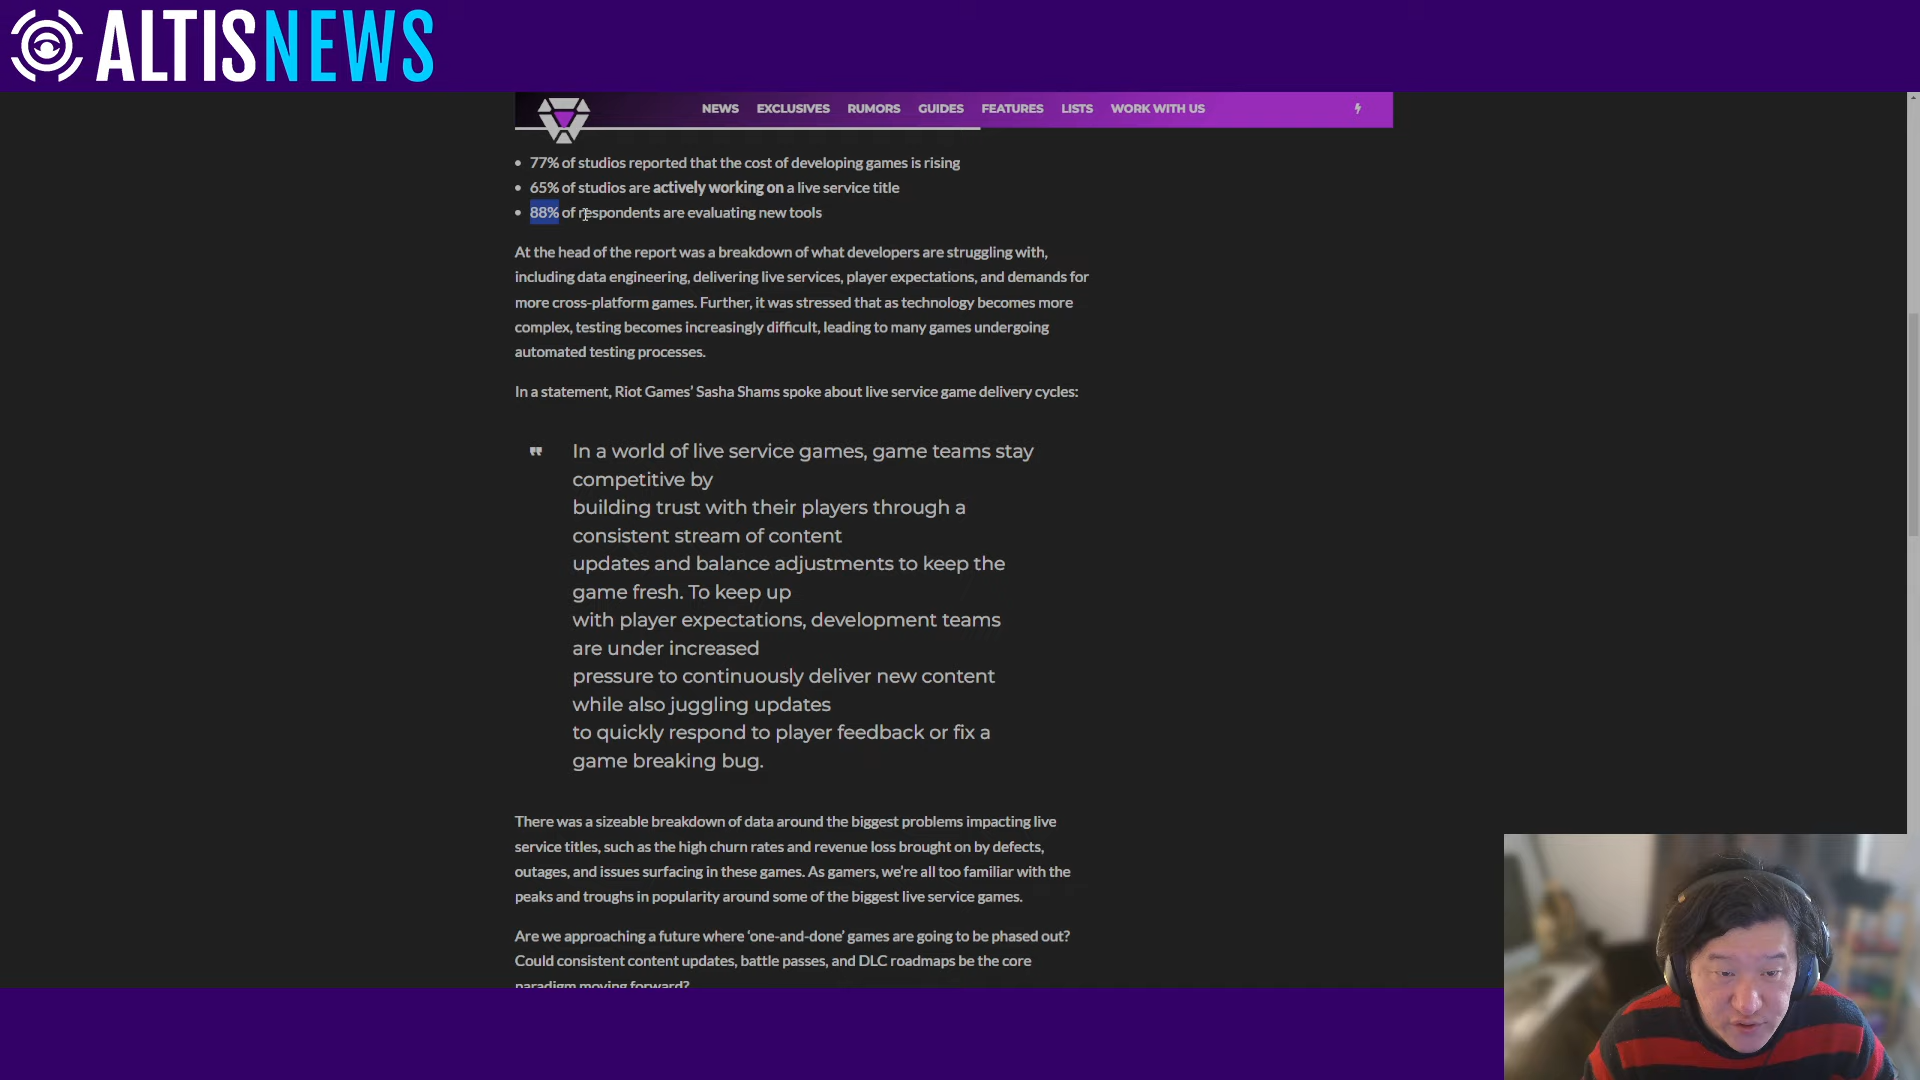 ALTISNEWS
NEWS EXCLUSIVES RUMORS GUIDES FEATURES LISTS WORK WITH US
• 77% of studios reported that the cost of developing games is rising
• 65% of studios are actively working on a live service title
• 88% of respondents are evaluating new tools
At the head of the report was a breakdown of what developers are struggling with,
including data engineering, delivering live services, player expectations, and demands for
more cross-platform games. Further, it was stressed that as technology becomes more
complex, testing becomes increasingly difficult, leading to many games undergoing
automated testing processes.
In a statement, Riot Games’ Sasha Shams spoke about live service game delivery cycles:
" In a world of live service games, game teams stay
competitive by
building trust with their players through a
consistent stream of content
updates and balance adjustments to keep the
game fresh. To keep up
with player expectations, development teams
are under increased
pressure to continuously deliver new content
while also juggling updates
to quickly respond to player feedback or fix a
game breaking bug.
There was a sizeable breakdown of data around the biggest problems impacting live
service titles, such as the high churn rates and revenue loss brought on by defects,
outages, and issues surfacing in these games. As gamers, we’re all too familiar with the
peaks and troughs in popularity around some of the biggest live service games.
Are we approaching a future where ‘one-and-done’ games are going to be phased out?
Could consistent content updates, battle passes, and DLC roadmaps be the core
paradigm moving forward?